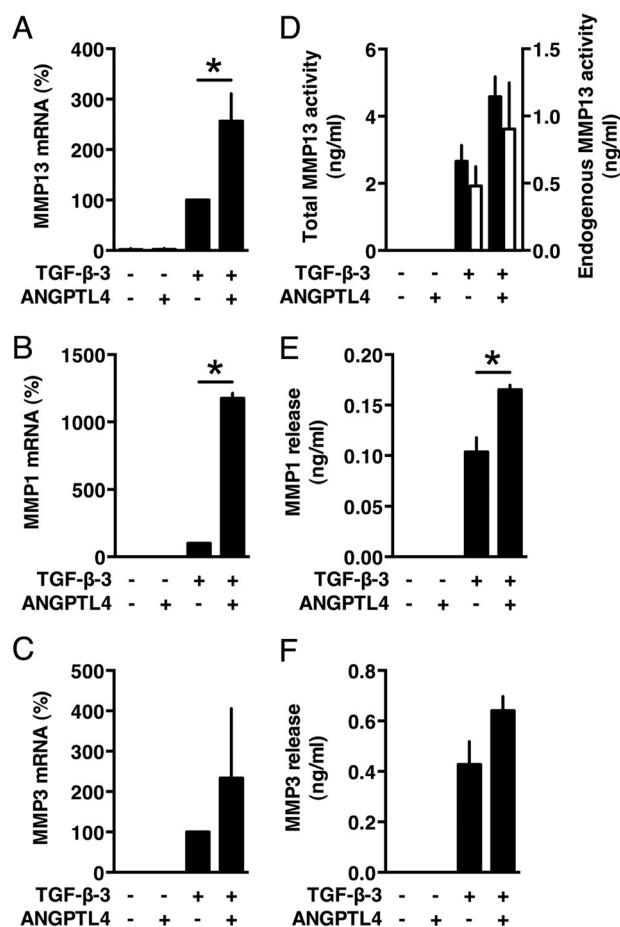 A
MMP13 mRNA (%)
400
300
200
100
0
*
TGF-β-3 - - + +
ANGPTL4 - + - +
D
Total MMP13 activity
(ng/ml)
6
4
2
0
1.5
1.0
0.5
0.0
Endogenous MMP13 activity
(ng/ml)
TGF-β-3 - - + +
ANGPTL4 - + - +
B
MMP1 mRNA (%)
1500
1000
500
0
*
TGF-β-3 - - + +
ANGPTL4 - + - +
E
MMP1 release
(ng/ml)
0.20
0.15
0.10
0.05
0.00
*
TGF-β-3 - - + +
ANGPTL4 - + - +
C
MMP3 mRNA (%)
500
400
300
200
100
0
TGF-β-3 - - + +
ANGPTL4 - + - +
F
MMP3 release
(ng/ml)
0.8
0.6
0.4
0.2
0.0
TGF-β-3 - - + +
ANGPTL4 - + - +